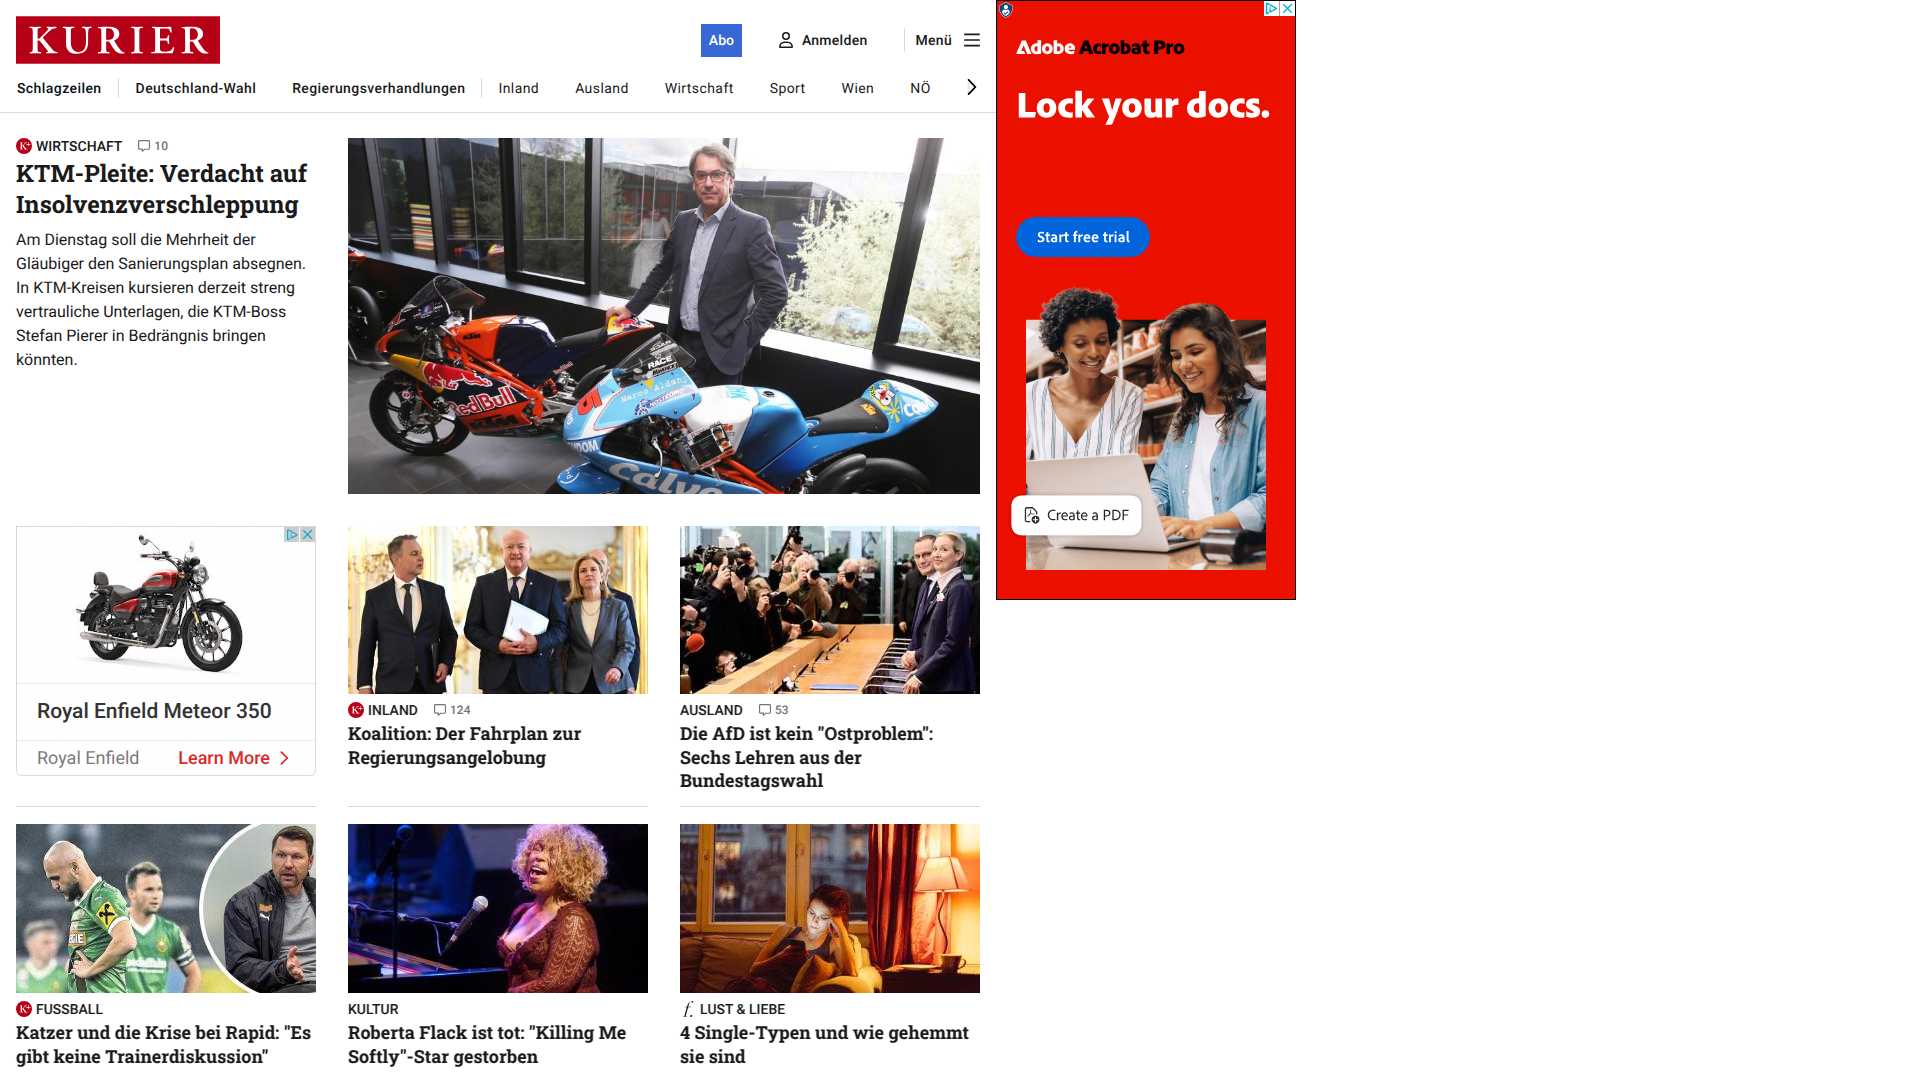 KURIER
Abo
Anmelden
Menü
Schlagzeilen
Deutschland-Wahl
Regierungsverhandlungen
Inland
Ausland
Wirtschaft
Sport
Wien
NÖ
K+ WIRTSCHAFT 10
KTM-Pleite: Verdacht auf
Insolvenzverschleppung
Am Dienstag soll die Mehrheit der
Gläubiger den Sanierungsplan absegnen.
In KTM-Kreisen kursieren derzeit streng
vertrauliche Unterlagen, die KTM-Boss
Stefan Pierer in Bedrängnis bringen
könnten.
RACE
Red Bull
KTM
Calvé
Adobe Acrobat Pro
Lock your docs.
Start free trial
Create a PDF
Royal Enfield Meteor 350
Royal Enfield
Learn More
K+ INLAND 124
Koalition: Der Fahrplan zur
Regierungsangelobung
AUSLAND 53
Die AfD ist kein "Ostproblem":
Sechs Lehren aus der
Bundestagswahl
K+ FUSSBALL
Katzer und die Krise bei Rapid: "Es
gibt keine Trainerdiskussion"
KULTUR
Roberta Flack ist tot: "Killing Me
Softly"-Star gestorben
f. LUST & LIEBE
4 Single-Typen und wie gehemmt
sie sind